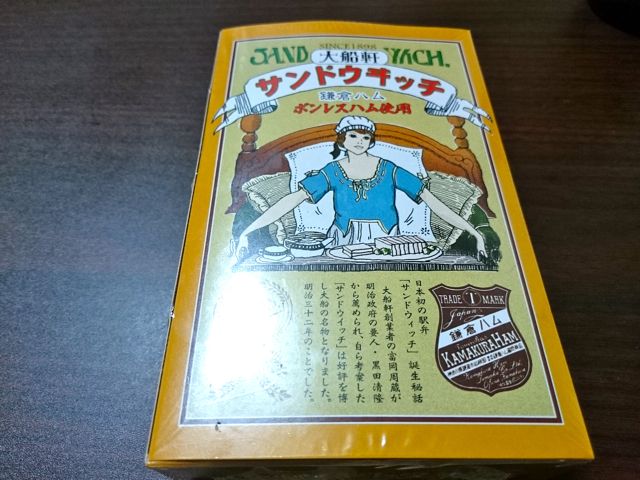 SINCE 1898
SAND WICH.
大船軒
サンドウヰッチ
鎌倉ハム
ボンレスハム使用
日本初の駅弁
「サンドウィッチ」誕生秘話
大船軒創業者の富岡周蔵が
明治政府の要人・黒田清隆
から薦められ、自ら考案した
「サンドウイッチ」は好評を博
し大船の名物となりました。
明治三十二年のことでした。
TRADE T MARK
Japan
鎌倉ハム
KAMAKURA HAM